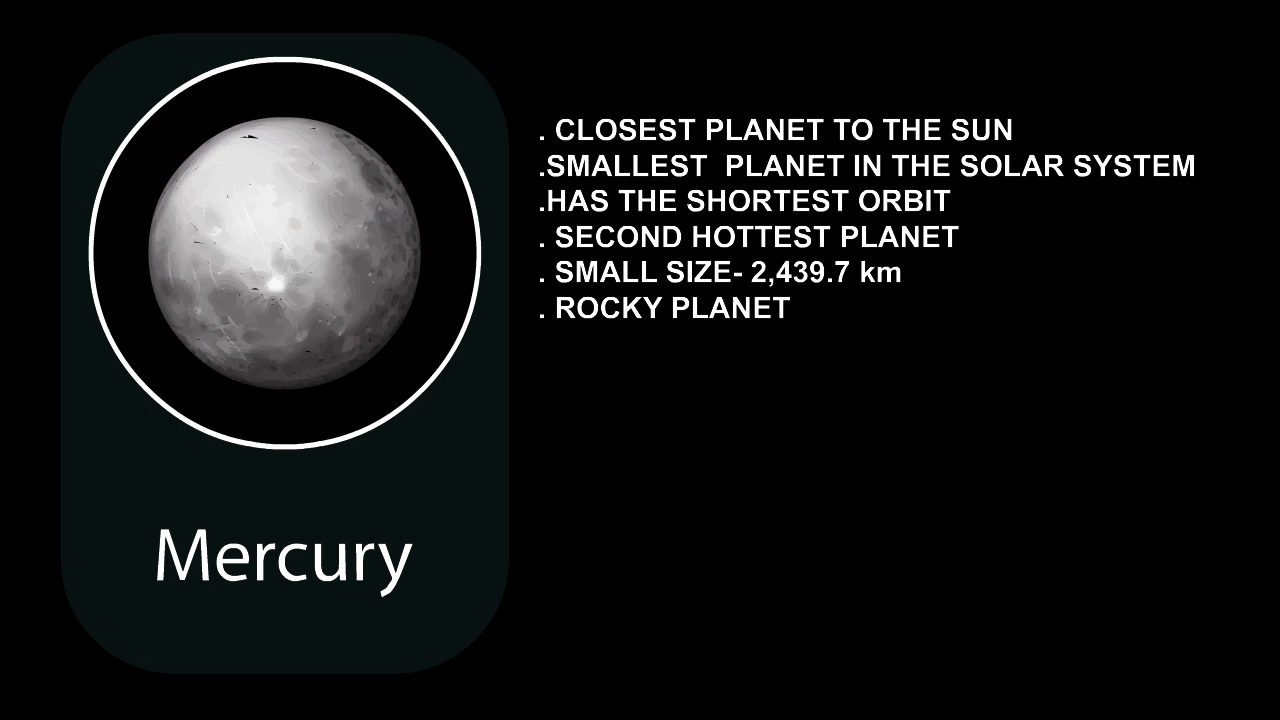 . CLOSEST PLANET TO THE SUN
.SMALLEST  PLANET IN THE SOLAR SYSTEM
.HAS THE SHORTEST ORBIT
. SECOND HOTTEST PLANET
. SMALL SIZE- 2,439.7 km
. ROCKY PLANET
Mercury